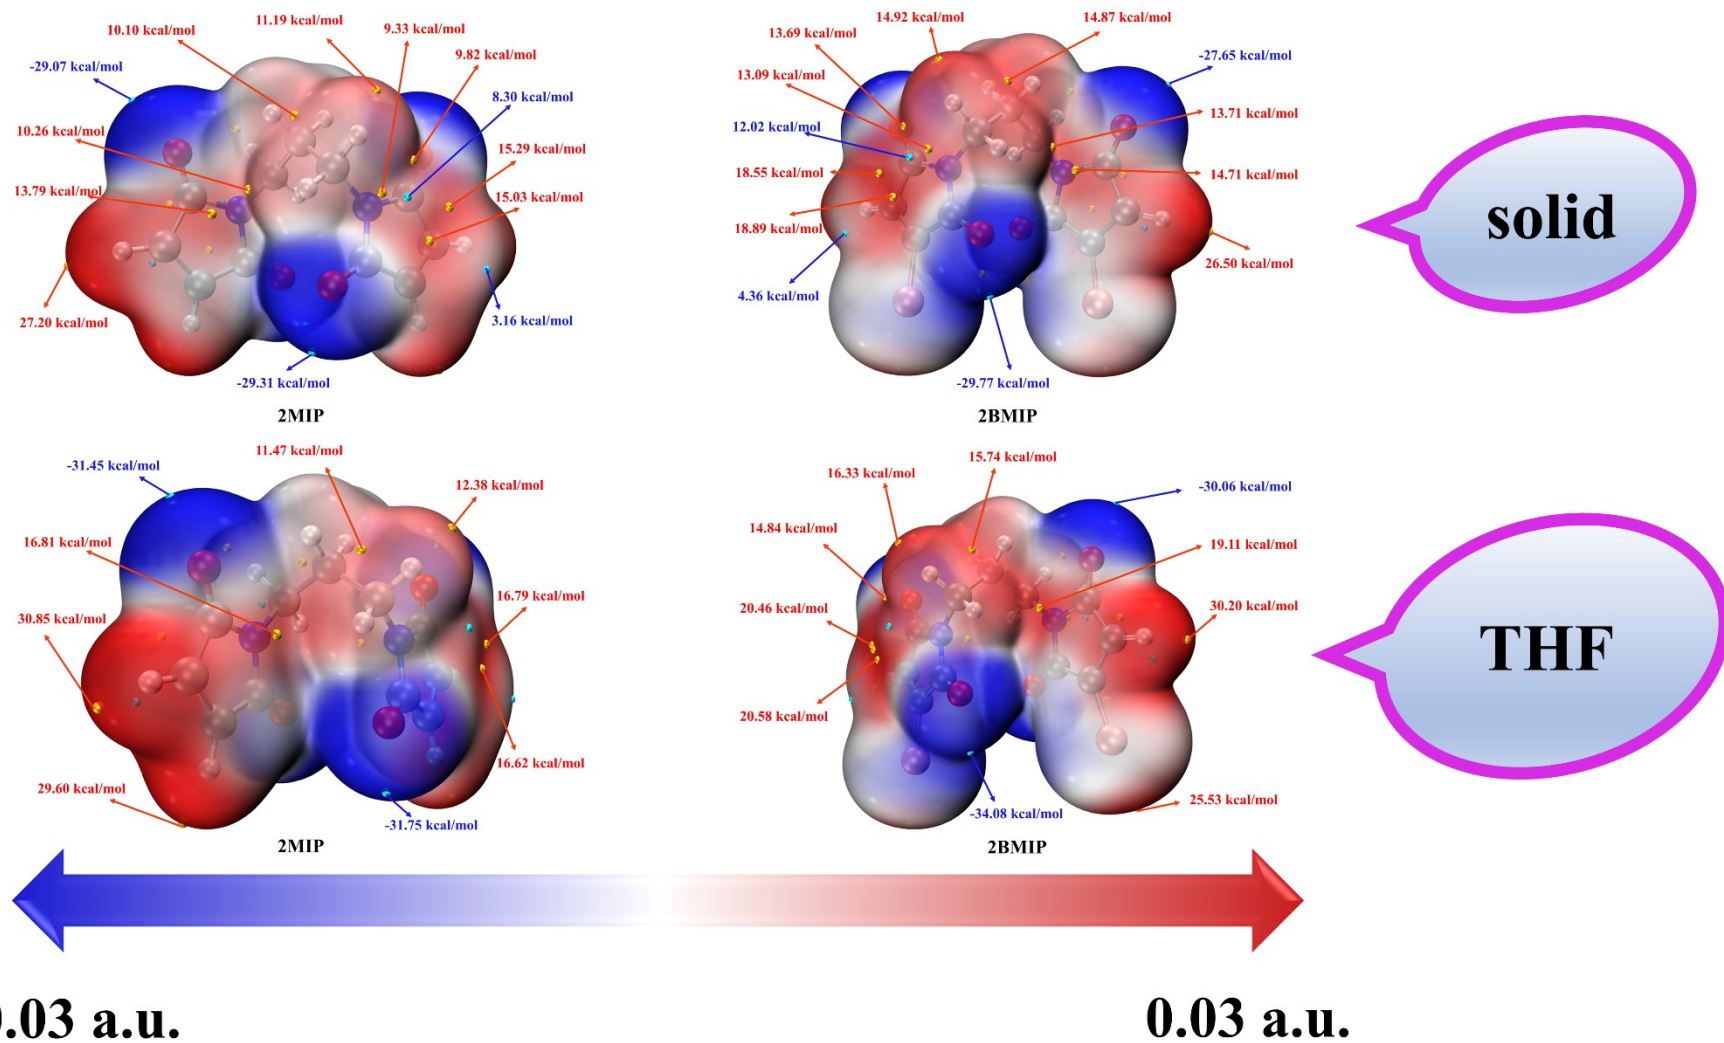 10.10 kcal/mol
11.19 kcal/mol
9.33 kcal/mol
9.82 kcal/mol
-29.07 kcal/mol
8.30 kcal/mol
10.26 kcal/mol
15.29 kcal/mol
13.79 kcal/mol
15.03 kcal/mol
27.20 kcal/mol
3.16 kcal/mol
-29.31 kcal/mol
2MIP
14.92 kcal/mol
14.87 kcal/mol
13.69 kcal/mol
-27.65 kcal/mol
13.09 kcal/mol
13.71 kcal/mol
12.02 kcal/mol
18.55 kcal/mol
14.71 kcal/mol
18.89 kcal/mol
26.50 kcal/mol
4.36 kcal/mol
-29.77 kcal/mol
2BMIP
solid
11.47 kcal/mol
-31.45 kcal/mol
12.38 kcal/mol
16.81 kcal/mol
16.79 kcal/mol
30.85 kcal/mol
16.62 kcal/mol
29.60 kcal/mol
-31.75 kcal/mol
2MIP
15.74 kcal/mol
16.33 kcal/mol
-30.06 kcal/mol
14.84 kcal/mol
19.11 kcal/mol
20.46 kcal/mol
30.20 kcal/mol
20.58 kcal/mol
25.53 kcal/mol
-34.08 kcal/mol
2BMIP
THF
.03 a.u.
0.03 a.u.